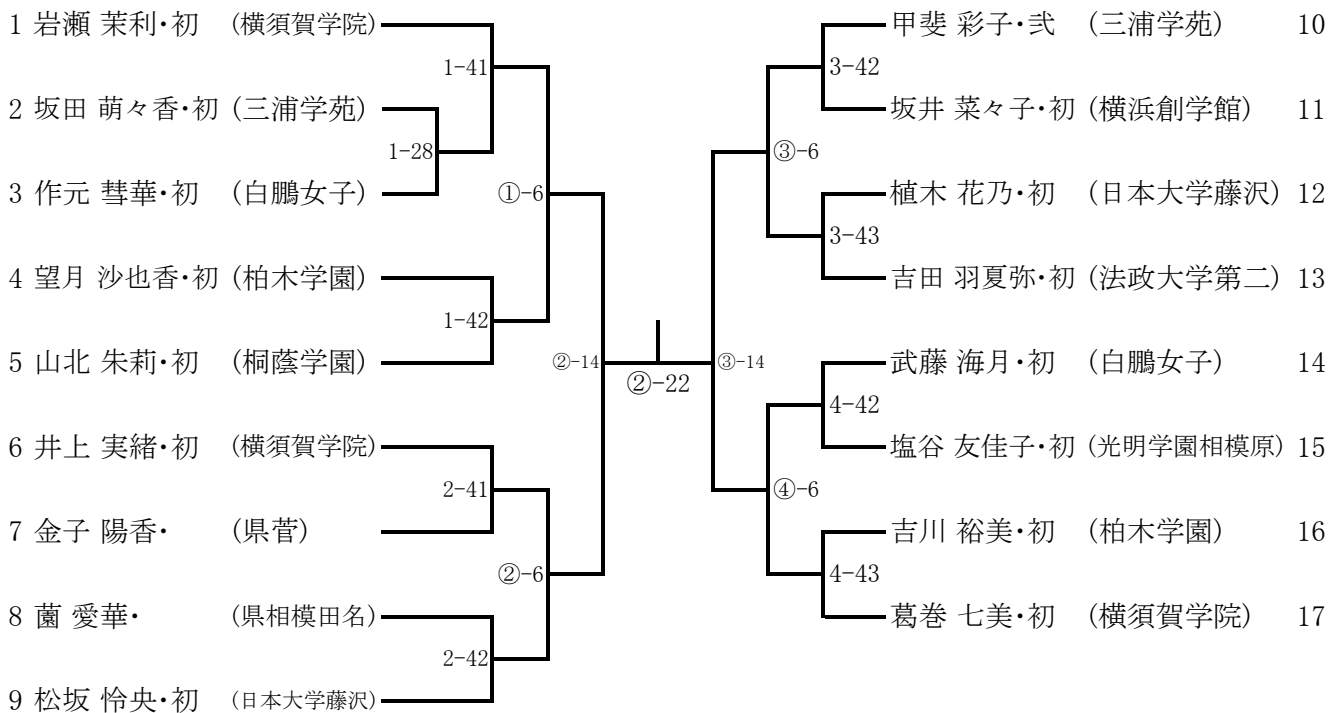 1 岩瀬 茉利・初 (横須賀学院)
1-41
2 坂田 萌々香・初 (三浦学苑)
1-28
3 作元 彗華・初 (白鵬女子)
①-6
4 望月 沙也香・初 (柏木学園)
1-42
5 山北 朱莉・初 (桐蔭学園)
②-14
6 井上 実緒・初 (横須賀学院)
2-41
7 金子 陽香・ (県菅)
②-6
8 薗 愛華・ (県相模田名)
2-42
9 松坂 怜央・初 (日本大学藤沢)
②-22
甲斐 彩子・弐 (三浦学苑) 10
3-42
坂井 菜々子・初 (横浜創学館) 11
③-6
植木 花乃・初 (日本大学藤沢) 12
3-43
吉田 羽夏弥・初 (法政大学第二) 13
③-14
武藤 海月・初 (白鵬女子) 14
4-42
塩谷 友佳子・初 (光明学園相模原) 15
④-6
吉川 裕美・初 (柏木学園) 16
4-43
葛巻 七美・初 (横須賀学院) 17